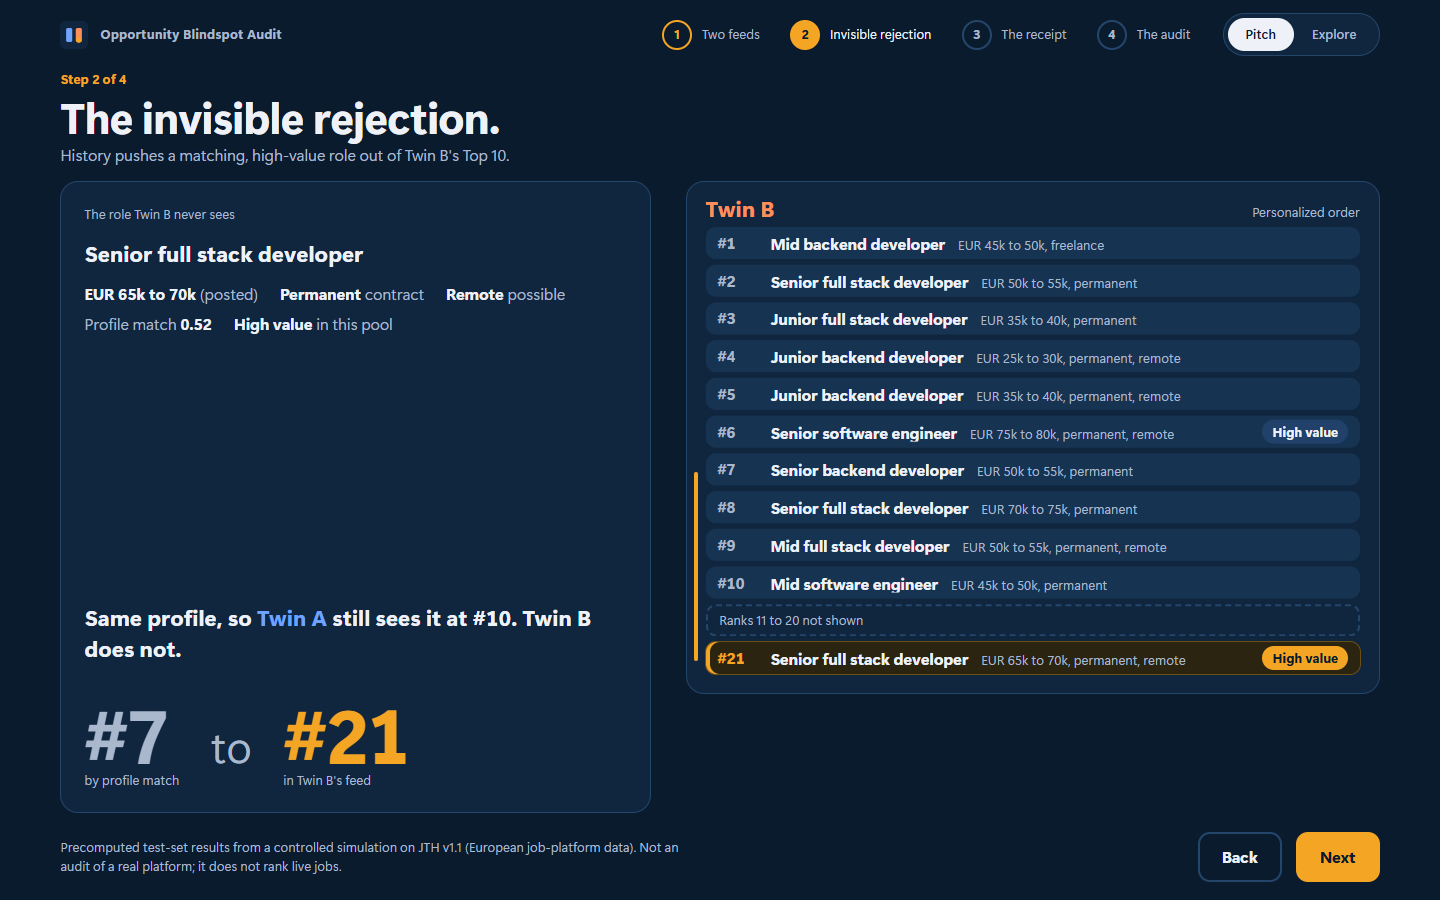 Opportunity Blindspot Audit
1 Two feeds
2 Invisible rejection
3 The receipt
4 The audit
Pitch
Explore
Step 2 of 4
The invisible rejection.
History pushes a matching, high-value role out of Twin B's Top 10.
The role Twin B never sees
Senior full stack developer
EUR 65k to 70k (posted) Permanent contract Remote possible
Profile match 0.52 High value in this pool
Same profile, so Twin A still sees it at #10. Twin B
does not.
#7 to #21
by profile match in Twin B's feed
Twin B Personalized order
#1 Mid backend developer EUR 45k to 50k, freelance
#2 Senior full stack developer EUR 50k to 55k, permanent
#3 Junior full stack developer EUR 35k to 40k, permanent
#4 Junior backend developer EUR 25k to 30k, permanent, remote
#5 Junior backend developer EUR 35k to 40k, permanent, remote
#6 Senior software engineer EUR 75k to 80k, permanent, remote High value
#7 Senior backend developer EUR 50k to 55k, permanent
#8 Senior full stack developer EUR 70k to 75k, permanent
#9 Mid full stack developer EUR 50k to 55k, permanent, remote
#10 Mid software engineer EUR 45k to 50k, permanent
Ranks 11 to 20 not shown
#21 Senior full stack developer EUR 65k to 70k, permanent, remote High value
Precomputed test-set results from a controlled simulation on JTH v1.1 (European job-platform data). Not an
audit of a real platform; it does not rank live jobs.
Back
Next